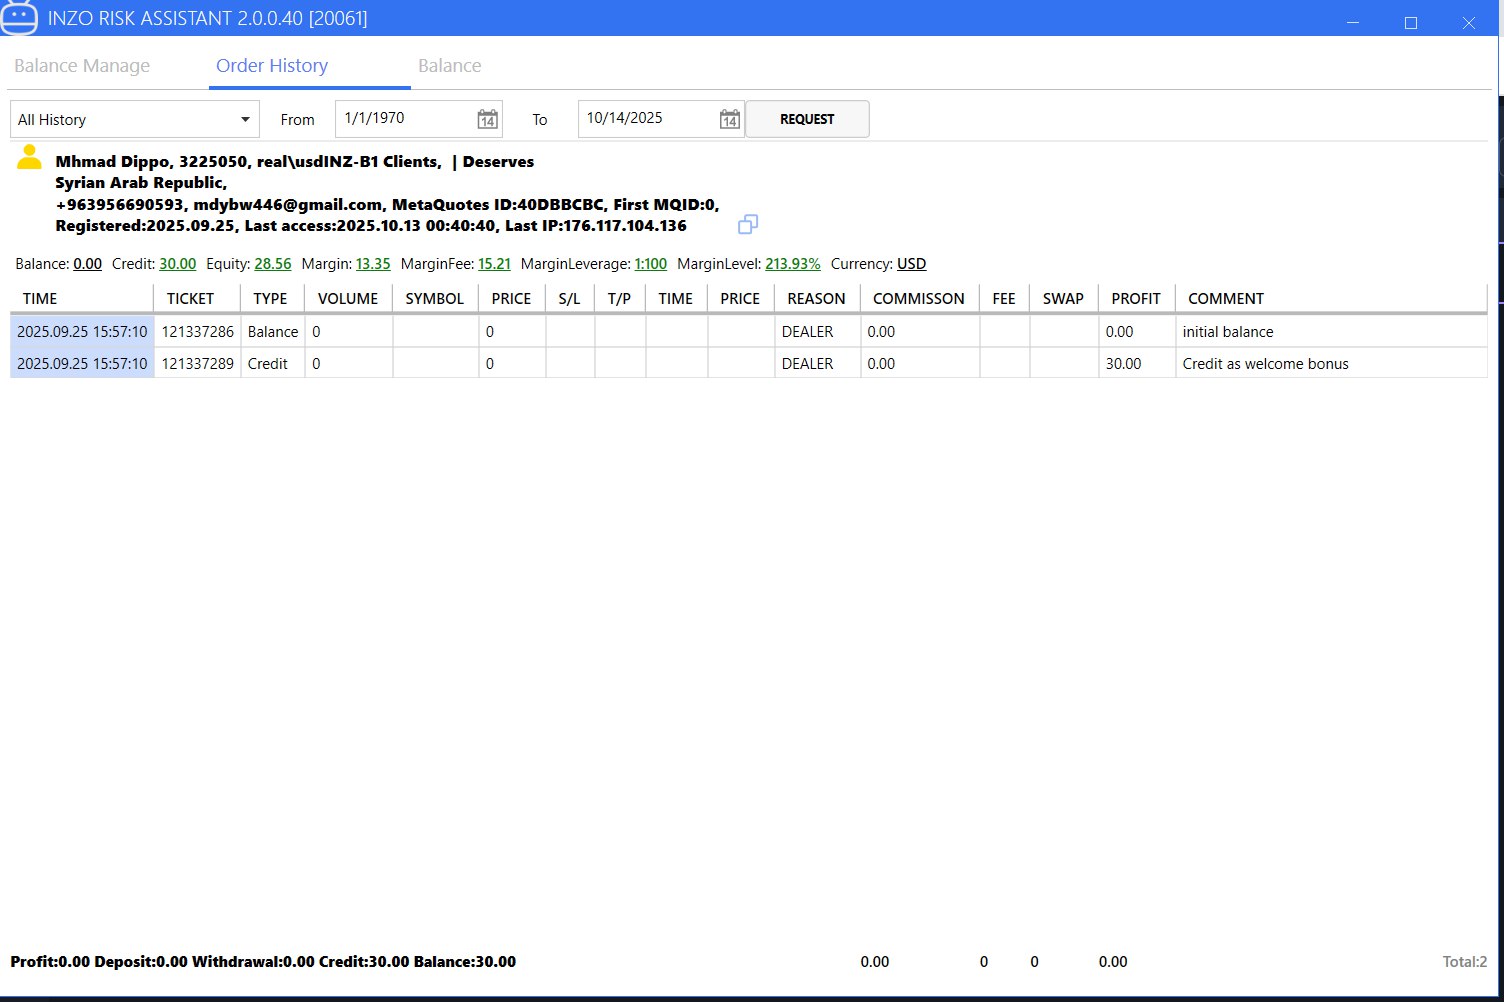 INZO RISK ASSISTANT 2.0.0.40 [20061]
Balance Manage Order History Balance
All History From 1/1/1970 14 To 10/14/2025 14 REQUEST
Mhmad Dippo, 3225050, real\usdINZ-B1 Clients, | Deserves
Syrian Arab Republic,
+963956690593, mdybw446@gmail.com, MetaQuotes ID:40DBBCBC, First MQID:0,
Registered:2025.09.25, Last access:2025.10.13 00:40:40, Last IP:176.117.104.136
Balance: 0.00 Credit: 30.00 Equity: 28.56 Margin: 13.35 MarginFee: 15.21 MarginLeverage: 1:100 MarginLevel: 213.93% Currency: USD
TIME TICKET TYPE VOLUME SYMBOL PRICE S/L T/P TIME PRICE REASON COMMISSON FEE SWAP PROFIT COMMENT
2025.09.25 15:57:10 121337286 Balance 0 0 DEALER 0.00 0.00 initial balance
2025.09.25 15:57:10 121337289 Credit 0 0 DEALER 0.00 30.00 Credit as welcome bonus
Profit:0.00 Deposit:0.00 Withdrawal:0.00 Credit:30.00 Balance:30.00 0.00 0 0 0.00 Total:2